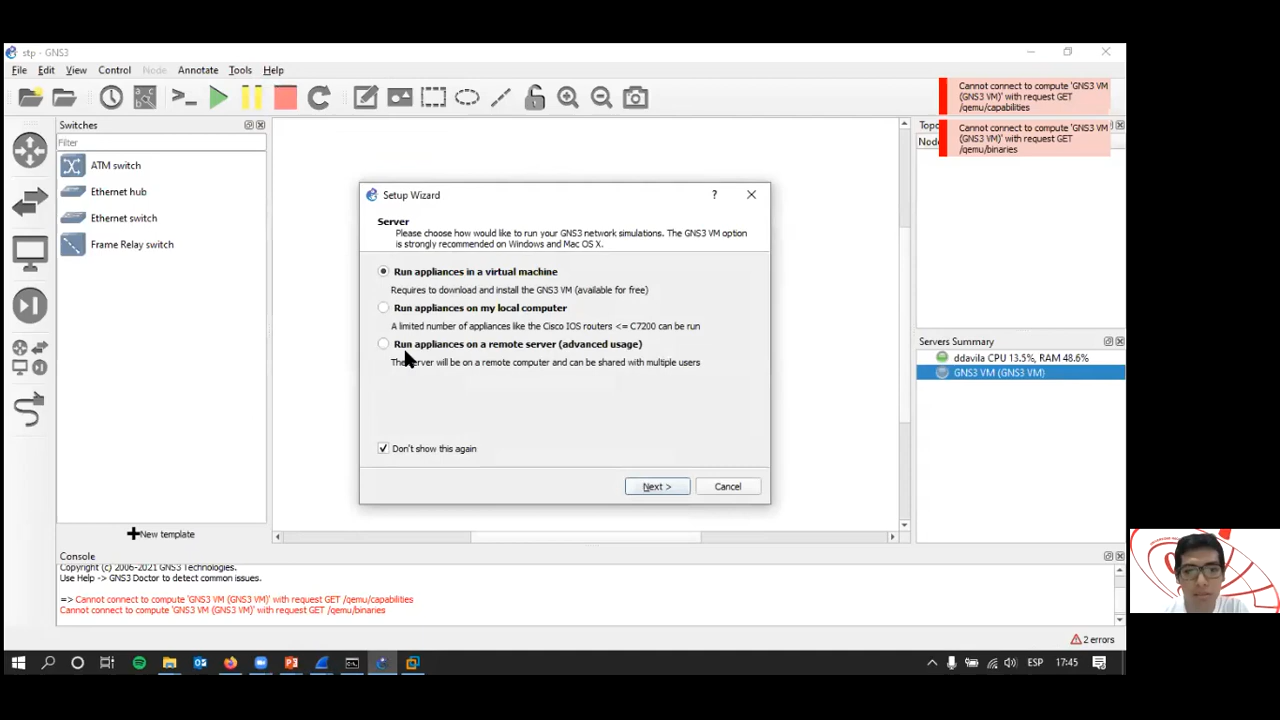 stp - GNS3
File Edit View Control Node Annotate Tools Help
Cannot connect to compute 'GNS3 VM
(GNS3 VM)' with request GET
/qemu/capabilities
Cannot connect to compute 'GNS3 VM
(GNS3 VM)' with request GET
/qemu/binaries
Switches
Filter
ATM switch
Ethernet hub
Ethernet switch
Frame Relay switch
New template
Setup Wizard
Server
Please choose how would like to run your GNS3 network simulations. The GNS3 VM option
is strongly recommended on Windows and Mac OS X.
Run appliances in a virtual machine
Requires to download and install the GNS3 VM (available for free)
Run appliances on my local computer
A limited number of appliances like the Cisco IOS routers <= C7200 can be run
Run appliances on a remote server (advanced usage)
The server will be on a remote computer and can be shared with multiple users
Don't show this again
Next >
Cancel
Servers Summary
ddavila CPU 13.5%, RAM 48.6%
GNS3 VM (GNS3 VM)
Console
Copyright (c) 2006-2021 GNS3 Technologies.
Use Help -> GNS3 Doctor to detect common issues.
=> Cannot connect to compute 'GNS3 VM (GNS3 VM)' with request GET /qemu/capabilities
Cannot connect to compute 'GNS3 VM (GNS3 VM)' with request GET /qemu/binaries
2 errors
ESP
17:45